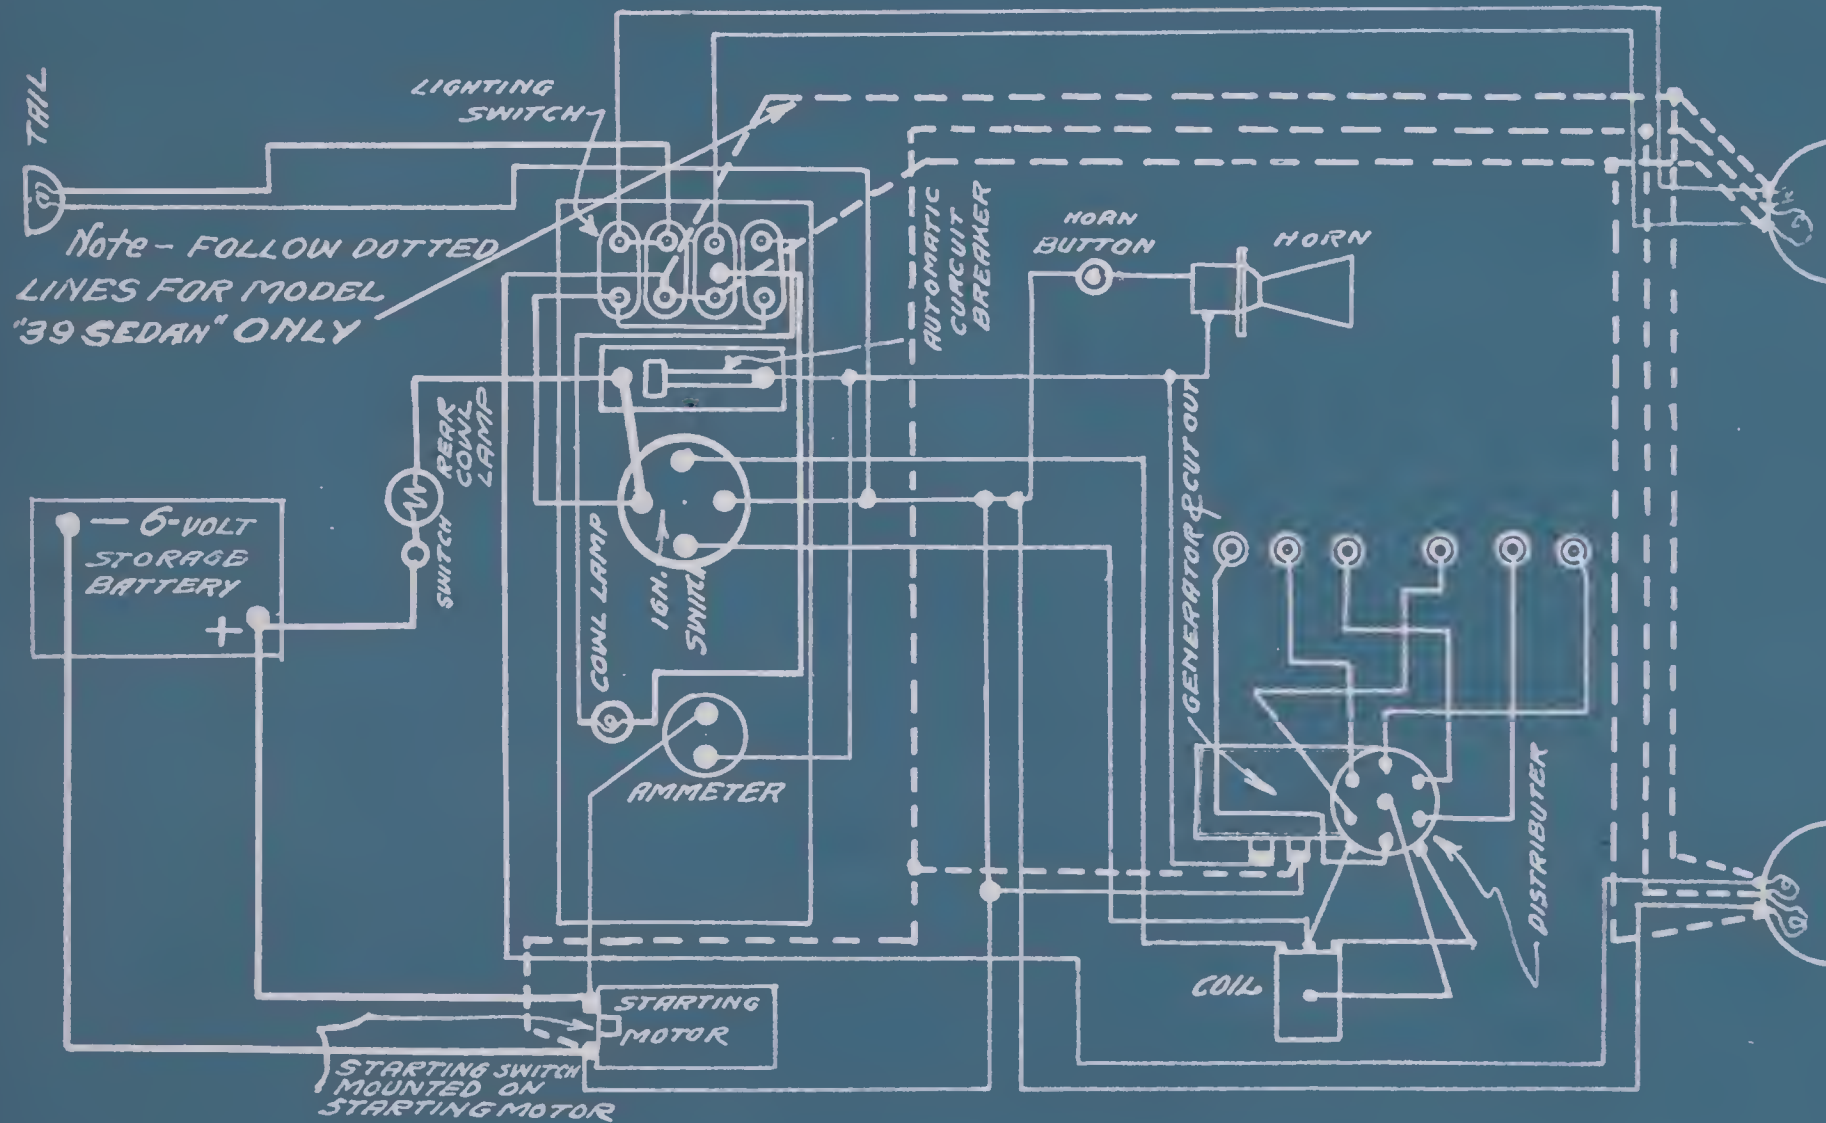 TAIL
LIGHTING
SWITCH
Note - FOLLOW DOTTED
LINES FOR MODEL
"39 SEDAN" ONLY
AUTOMATIC
CURCUIT
BREAKER
HORN
BUTTON
HORN
REAR
COWL
LAMP
SWITCH
- 6-VOLT
STORAGE
BATTERY
+
COWL LAMP
IGN.
SWITCH
GENERATOR & CUT OUT
AMMETER
DISTRIBUTER
COIL
STARTING
MOTOR
STARTING SWITCH
MOUNTED ON
STARTING MOTOR